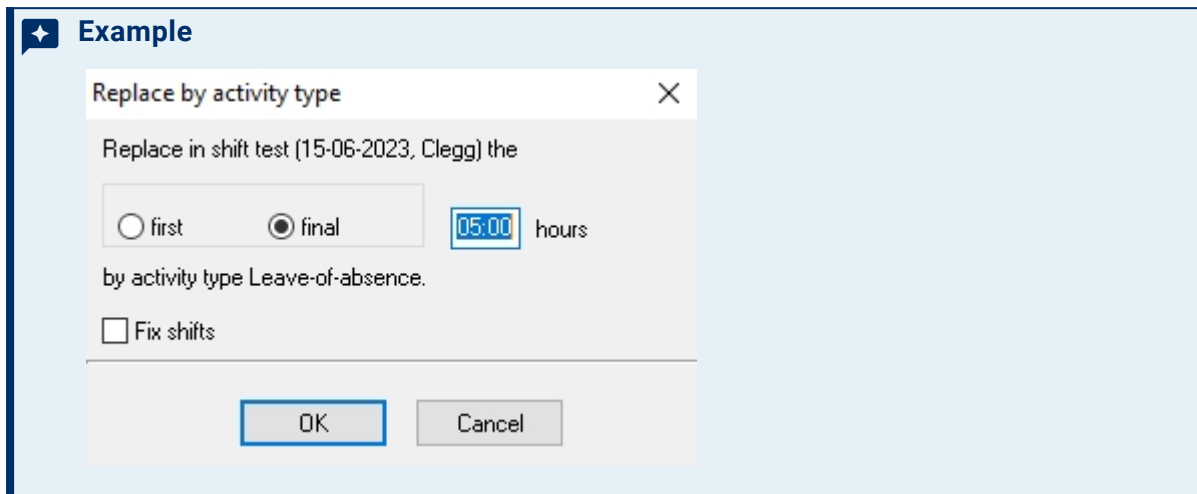 Example
Replace by activity type
Replace in shift test (15-06-2023, Clegg) the
first final 05:00 hours
by activity type Leave-of-absence.
Fix shifts
OK Cancel